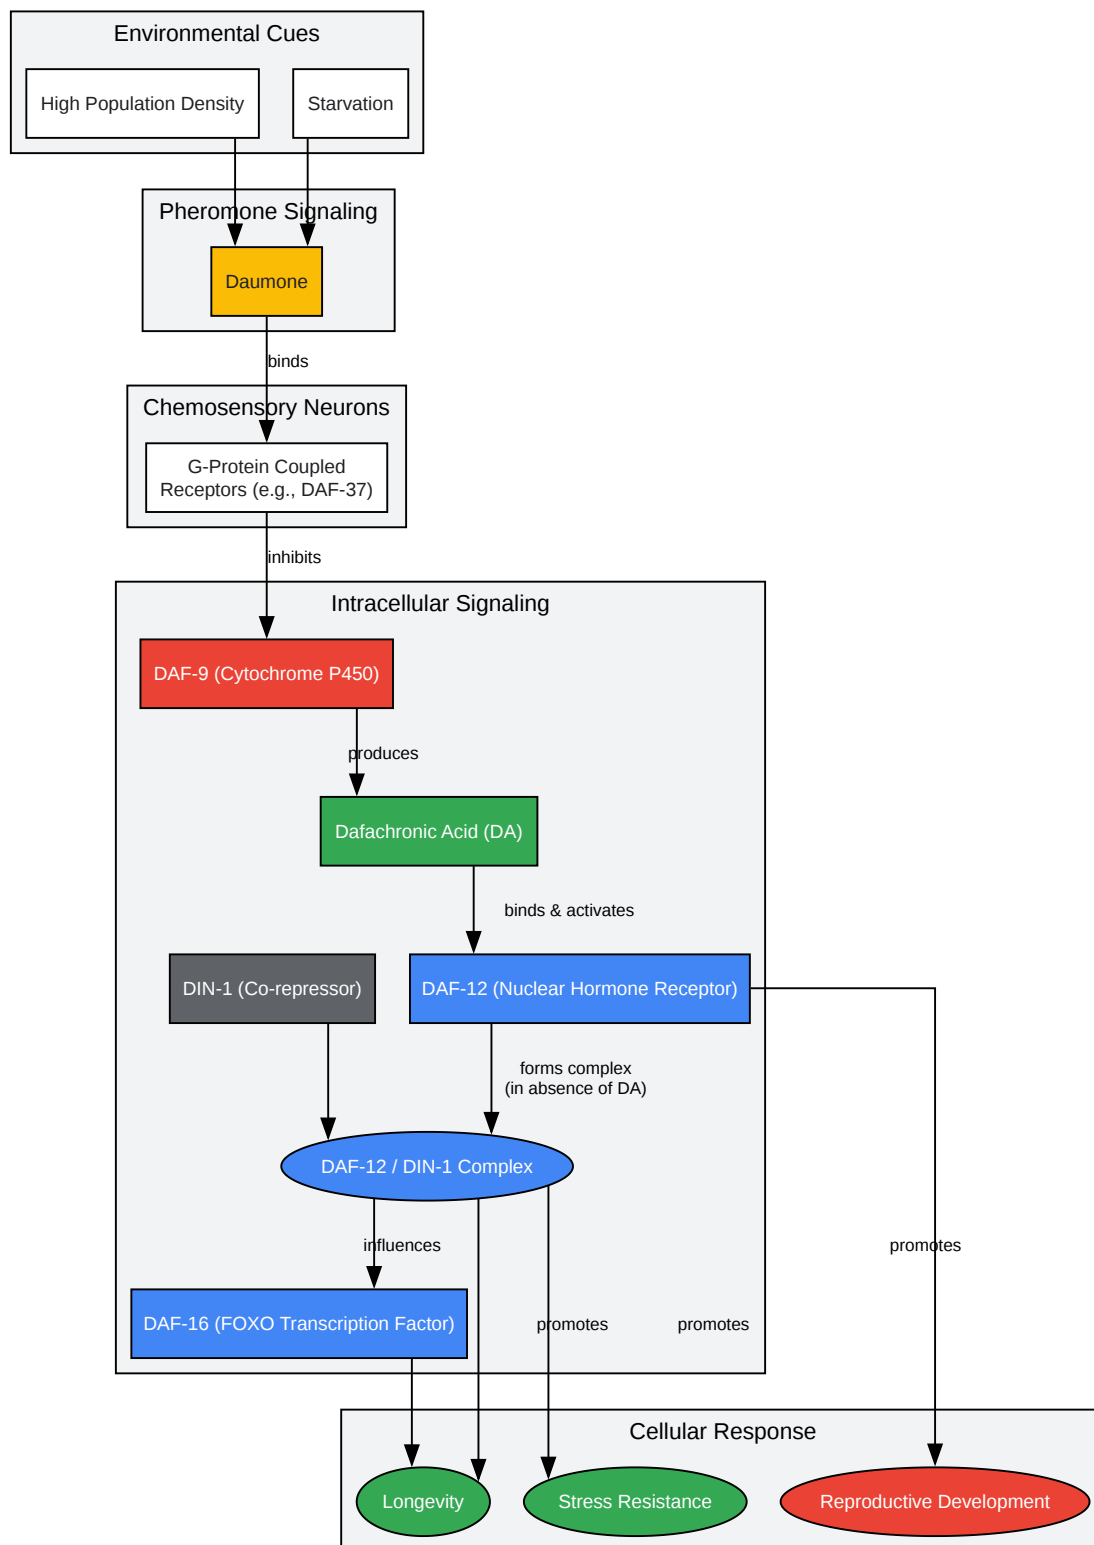 Environmental Cues
High Population Density
Starvation
Pheromone Signaling
Daumone
binds
Chemosensory Neurons
G-Protein Coupled
Receptors (e.g., DAF-37)
inhibits
Intracellular Signaling
DAF-9 (Cytochrome P450)
produces
Dafachronic Acid (DA)
binds & activates
DIN-1 (Co-repressor)
DAF-12 (Nuclear Hormone Receptor)
forms complex
(in absence of DA)
DAF-12 / DIN-1 Complex
influences
promotes
DAF-16 (FOXO Transcription Factor)
promotes
promotes
Cellular Response
Longevity
Stress Resistance
Reproductive Development